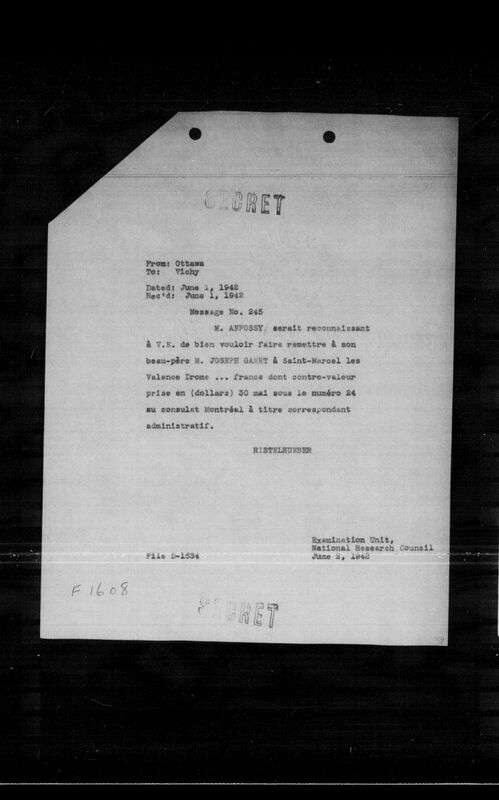 SECRET
From: Ottawa
To: Vichy
Dated: June 1, 1942
Rec'd: June 1, 1942
Message No. 245
M. ANFOSSY, serait reconnaissant
à V.E. de bien vouloir faire remettre à son
beau-père M. JOSEPH GAMET à Saint-Marcel les
Valence Drome ... francs dont contre-valeur
prise en (dollars) 30 mai sous le numéro 24
au consulat Montréal à titre correspondant
administratif.
RISTELHUEBER
Examination Unit,
National Research Council
File D-1534 June 2, 1942
F 1608
SECRET